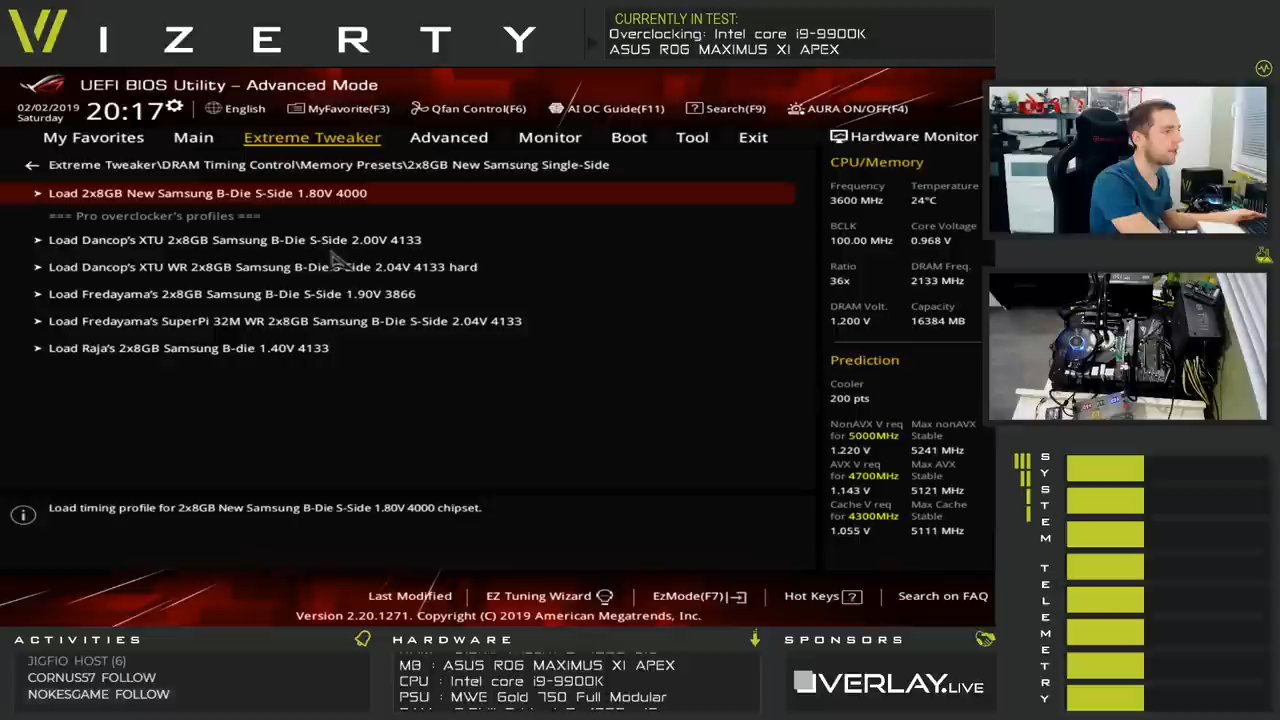 W I Z E R T Y
CURRENTLY IN TEST:
Overclocking: Intel core i9-9900K
ASUS ROG MAXIMUS XI APEX
UEFI BIOS Utility – Advanced Mode
02/02/2019
Saturday
20:17
English
MyFavorite(F3)
Qfan Control(F6)
AI OC Guide(F11)
Search(F9)
AURA ON/OFF(F4)
My Favorites
Main
Extreme Tweaker
Advanced
Monitor
Boot
Tool
Exit
Hardware Monitor
Extreme Tweaker\DRAM Timing Control\Memory Presets\2x8GB New Samsung Single-Side
Load 2x8GB New Samsung B-Die S-Side 1.80V 4000
=== Pro overclocker's profiles ===
Load Dancop's XTU 2x8GB Samsung B-Die S-Side 2.00V 4133
Load Dancop's XTU WR 2x8GB Samsung B-Die S-Side 2.04V 4133 hard
Load Fredayama's 2x8GB Samsung B-Die S-Side 1.90V 3866
Load Fredayama's SuperPi 32M WR 2x8GB Samsung B-Die S-Side 2.04V 4133
Load Raja's 2x8GB Samsung B-die 1.40V 4133
Load timing profile for 2x8GB New Samsung B-Die S-Side 1.80V 4000 chipset.
CPU/Memory
Frequency Temperature
3600 MHz 24°C
BCLK Core Voltage
100.00 MHz 0.968 V
Ratio DRAM Freq.
36x 2133 MHz
DRAM Volt. Capacity
1.200 V 16384 MB
Prediction
Cooler
200 pts
NonAVX V req Max nonAVX
for 5000MHz Stable
1.220 V 5241 MHz
AVX V req Max AVX
for 4700MHz Stable
1.143 V 5121 MHz
Cache V req Max Cache
for 4300MHz Stable
1.055 V 5111 MHz
Last Modified
EZ Tuning Wizard
EzMode(F7)
Hot Keys ?
Search on FAQ
Version 2.20.1271. Copyright (C) 2019 American Megatrends, Inc.
SYSTEM TELEMETRY
ACTIVITIES
JIGFIO HOST (6)
CORNUS7 FOLLOW
NOKESGAME FOLLOW
HARDWARE
MB : ASUS ROG MAXIMUS XI APEX
CPU : Intel core i9-9900K
PSU : MWE Gold 750 Full Modular
SPONSORS
OVERLAY.LIVE